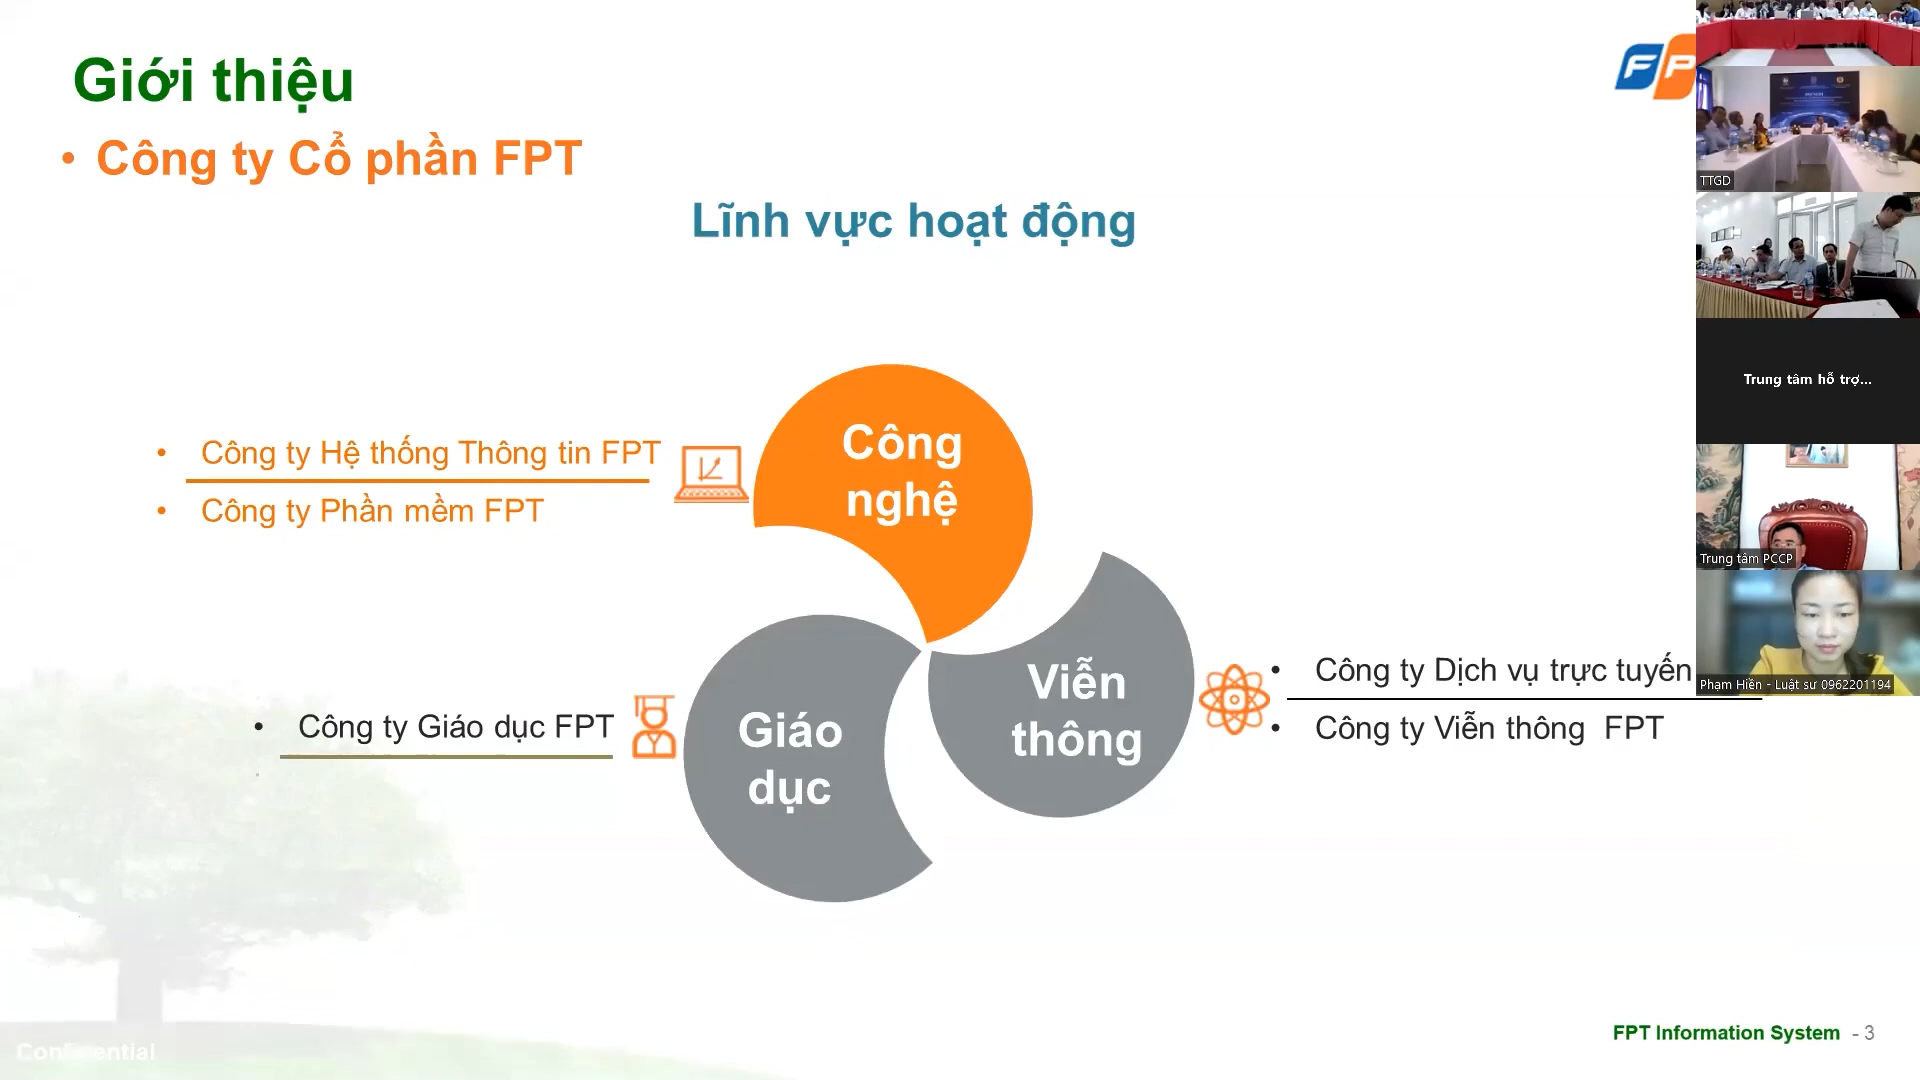 Giới thiệu
• Công ty Cổ phần FPT
Lĩnh vực hoạt động
• Công ty Hệ thống Thông tin FPT
• Công ty Phần mềm FPT
Công
nghệ
• Công ty Giáo dục FPT
Giáo
dục
Viễn
thông
• Công ty Dịch vụ trực tuyến
• Công ty Viễn thông FPT
FP
TTGD
Trung tâm hỗ trợ...
Trung tâm PCCP
Phạm Hiền - Luật sư 0962201194
Confidential
FPT Information System - 3